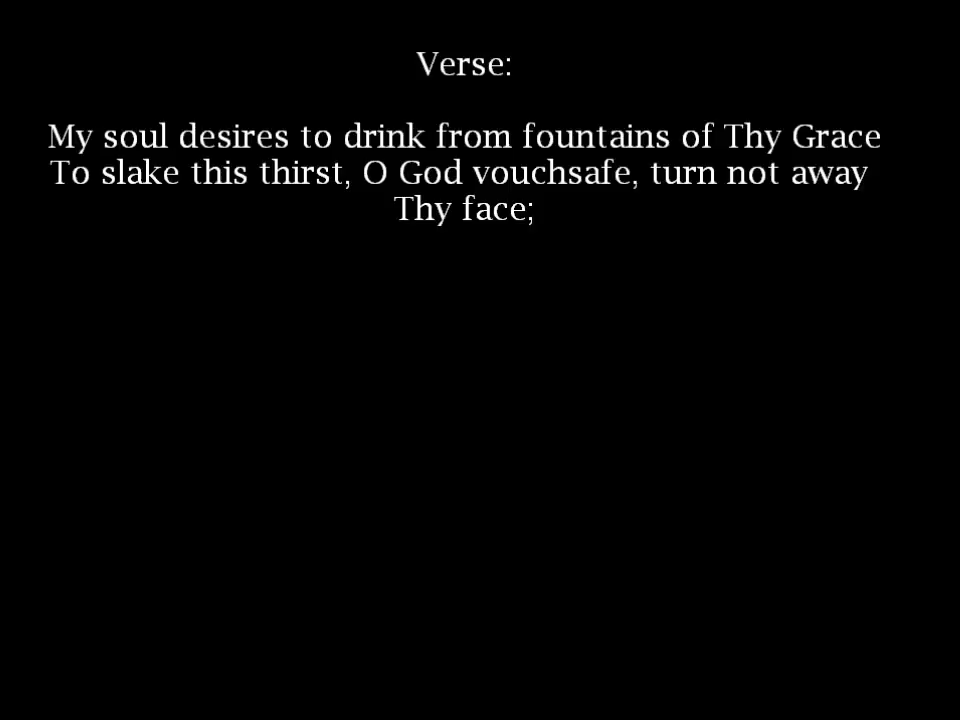 Verse:
My soul desires to drink from fountains of Thy Grace
To slake this thirst, O God vouchsafe, turn not away
Thy face;